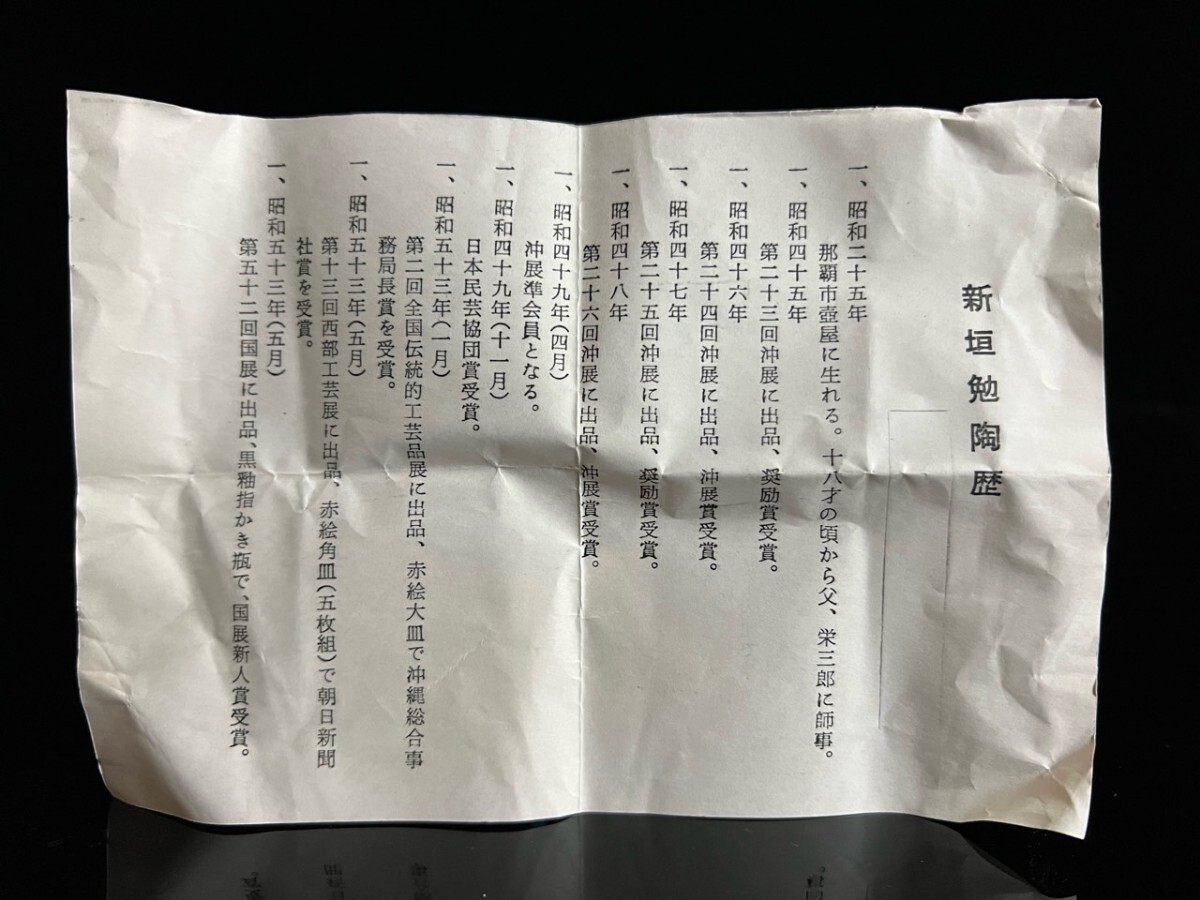 新垣勉陶歴
一、昭和二十五年
那覇市壺屋に生れる。十八才の頃から父、栄三郎に師事。
一、昭和四十五年
第二十三回沖展に出品、奨励賞受賞。
一、昭和四十六年
第二十四回沖展に出品、沖展賞受賞。
一、昭和四十七年
第二十五回沖展に出品、奨励賞受賞。
一、昭和四十八年
第二十六回沖展に出品、沖展賞受賞。
一、昭和四十九年(四月)
沖展準会員となる。
一、昭和四十九年(十一月)
日本民芸協団賞受賞。
一、昭和五十三年(一月)
第二回全国伝統的工芸品展に出品、赤絵大皿で沖縄総合事
務局長賞を受賞。
一、昭和五十三年(五月)
第十三回西部工芸展に出品、赤絵角皿(五枚組)で朝日新聞
社賞を受賞。
一、昭和五十三年(五月)
第五十二回国展に出品、黒釉指かき瓶で、国展新人賞受賞。